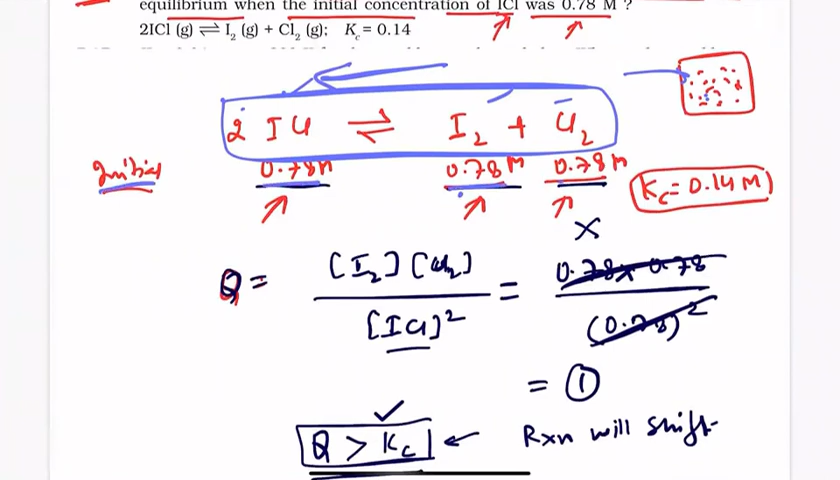 equilibrium when the initial concentration of ICl was 0.78 M ?
2ICl (g) ⇌ I₂ (g) + Cl₂ (g); K꜀ = 0.14
2 ICl ⇌ I₂ + Cl₂
Initial 0.78M 0.78M 0.78M Kc = 0.14 M
X
Q = [I₂] [Cl₂] / [ICl]² = 0.78 x 0.78 / (0.78)²
= 1
✓
Q > Kc ← Rxn will shift